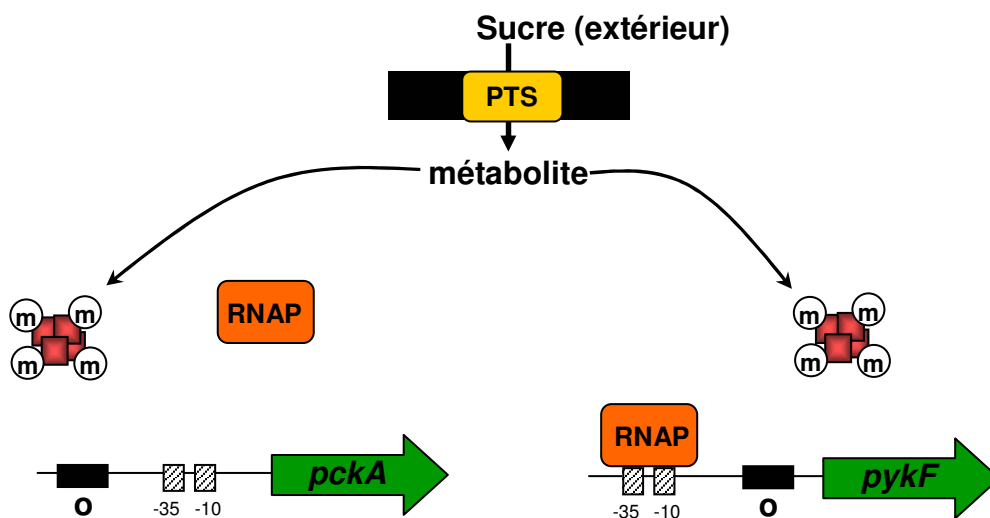 Sucre (extérieur)
PTS
métabolite
m m
m m
RNAP
m m
m m
RNAP
pckA
O
-35 -10
pykF
-35 -10
O